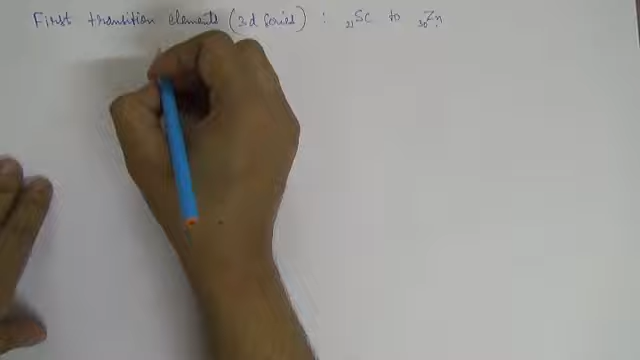 First transition elements (3d series) : ₂₁Sc to ₃₀Zn